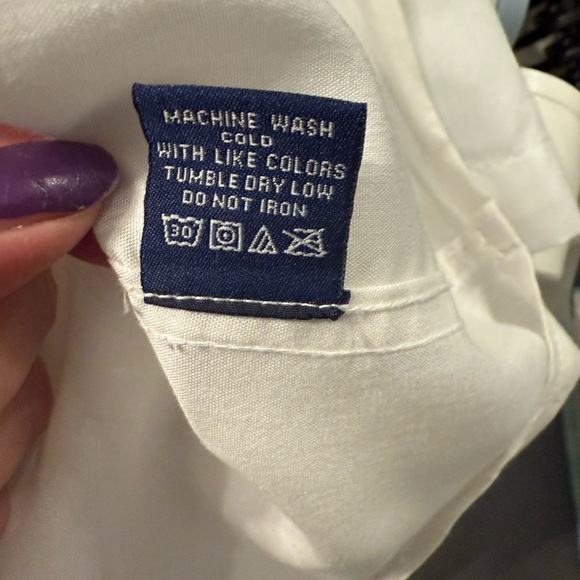 MACHINE WASH
COLD
WITH LIKE COLORS
TUMBLE DRY LOW
DO NOT IRON
30